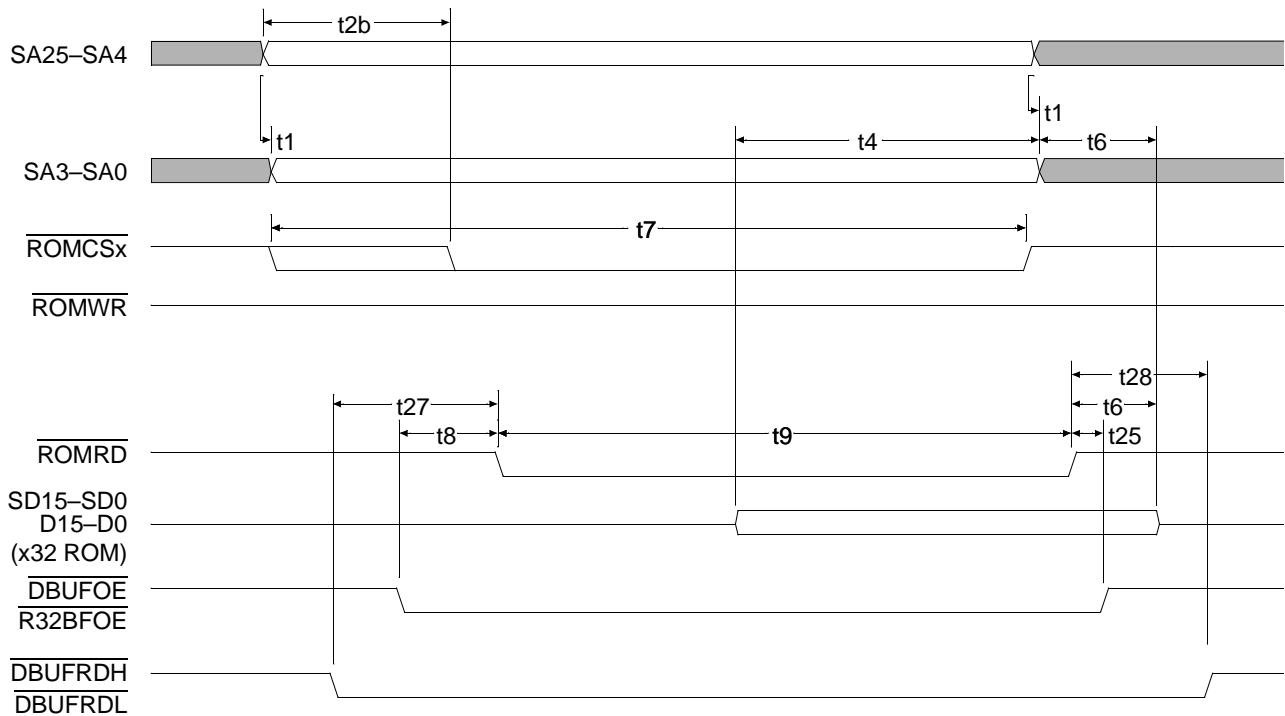 t2b
SA25–SA4
t1
t1
t4
t6
SA3–SA0
t7
ROMCSx
ROMWR
t28
t27
t6
t8
t9
t25
ROMRD
SD15–SD0
D15–D0
(x32 ROM)
DBUFOE
R32BFOE
DBUFRDH
DBUFRDL